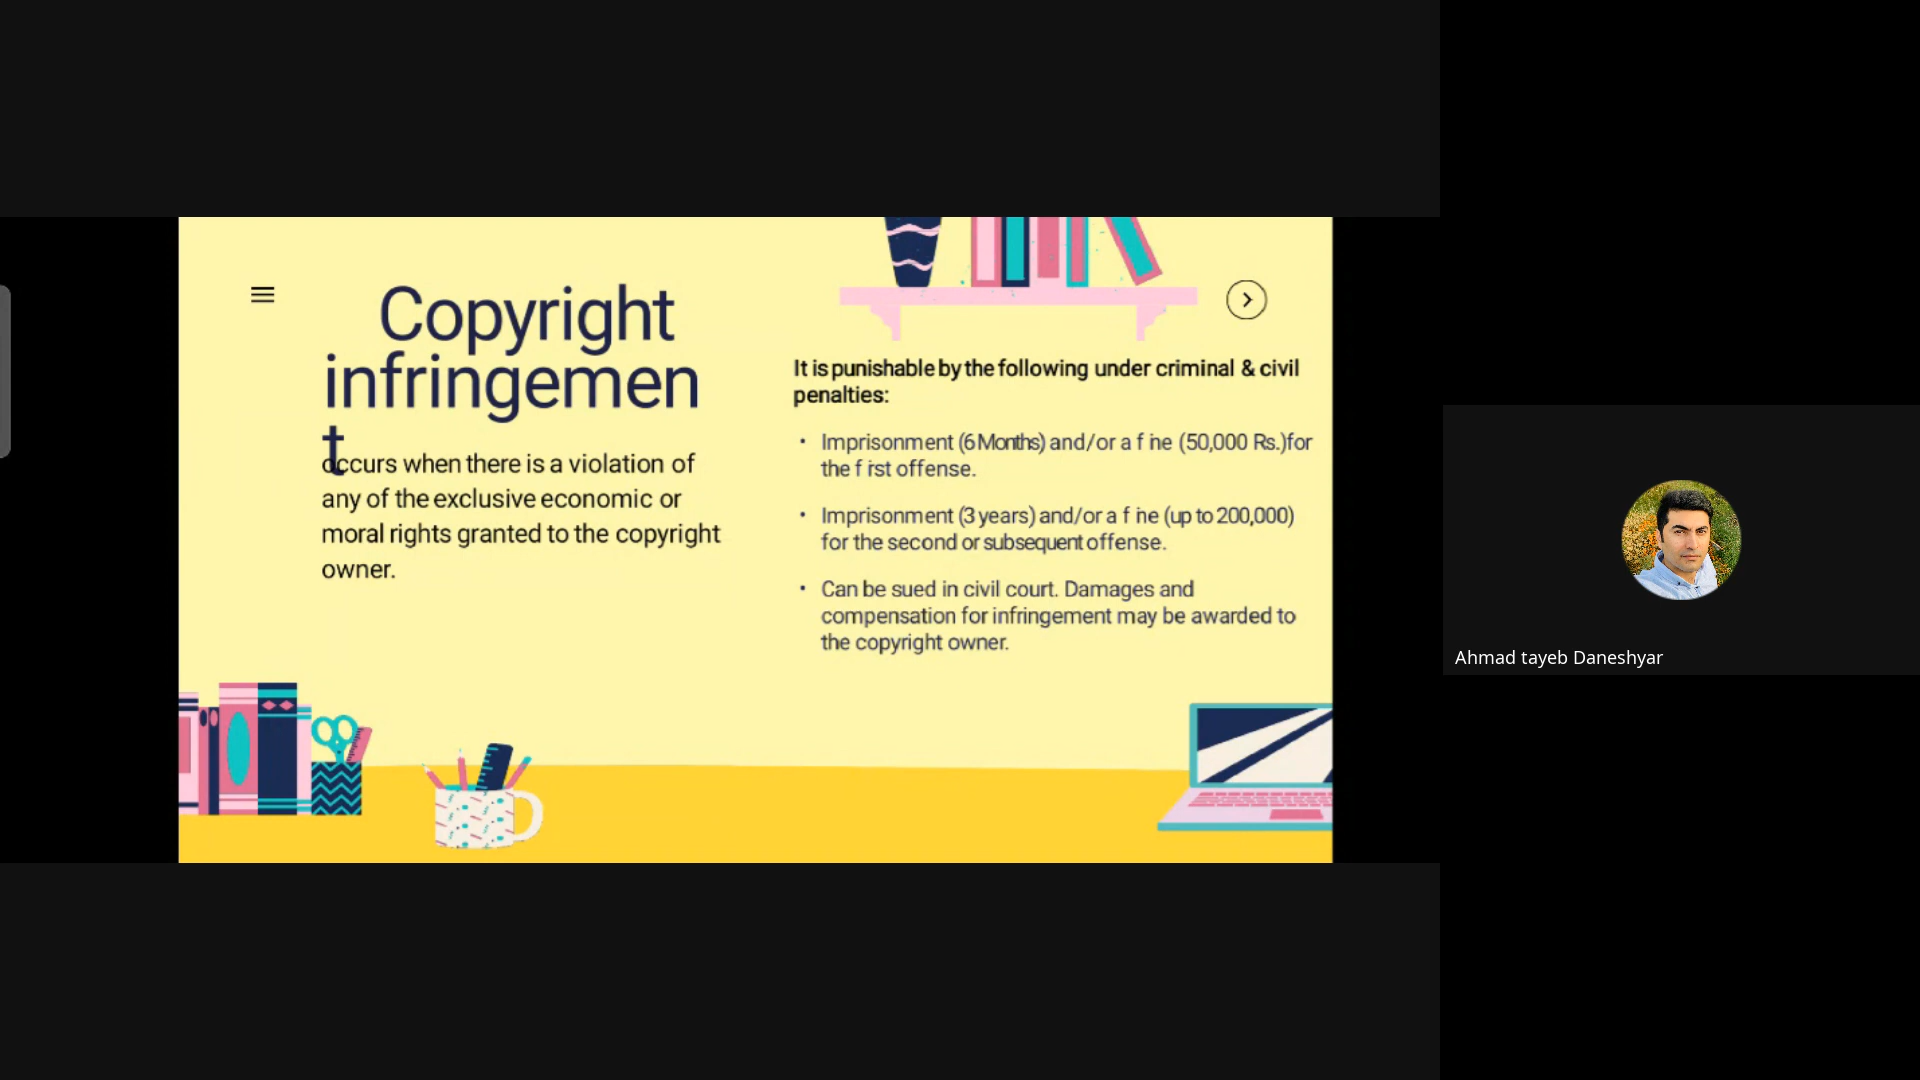 Copyright
infringemen
t
occurs when there is a violation of
any of the exclusive economic or
moral rights granted to the copyright
owner.
It is punishable by the following under criminal & civil
penalties:
• Imprisonment (6 Months) and/or a f ine (50,000 Rs.)for
the f irst offense.
• Imprisonment (3 years) and/or a f ine (up to 200,000)
for the second or subsequent offense.
• Can be sued in civil court. Damages and
compensation for infringement may be awarded to
the copyright owner.
Ahmad tayeb Daneshyar